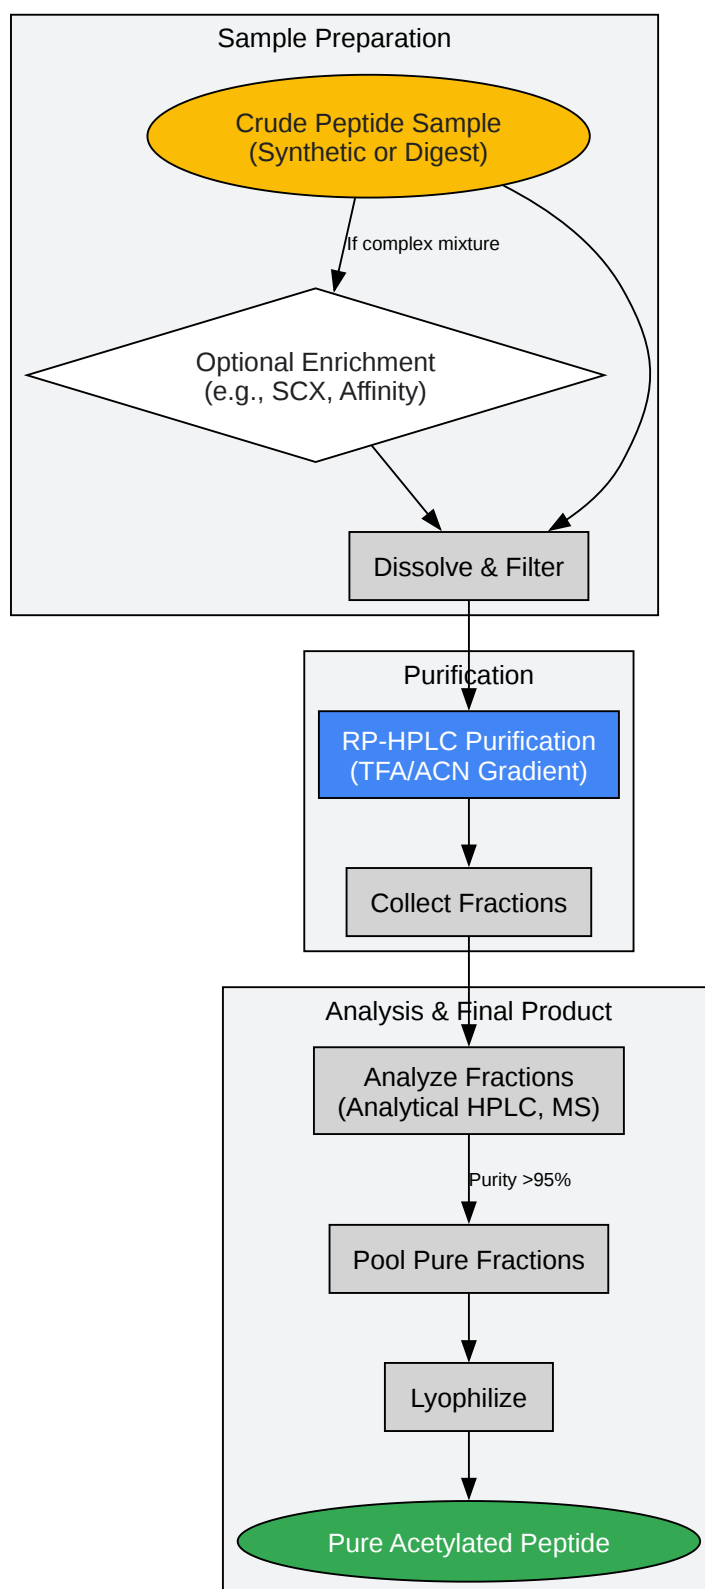 Sample Preparation
Crude Peptide Sample
(Synthetic or Digest)
If complex mixture
Optional Enrichment
(e.g., SCX, Affinity)
Dissolve & Filter
Purification
RP-HPLC Purification
(TFA/ACN Gradient)
Collect Fractions
Analysis & Final Product
Analyze Fractions
(Analytical HPLC, MS)
Purity >95%
Pool Pure Fractions
Lyophilize
Pure Acetylated Peptide